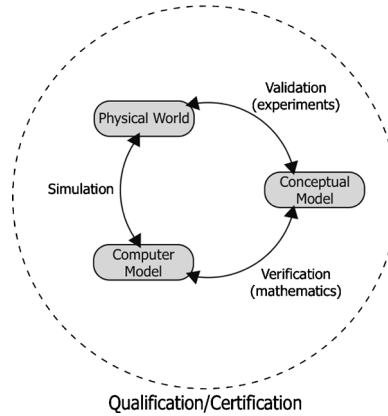 Validation
(experiments)
Physical World
Simulation
Conceptual
Model
Computer
Model
Verification
(mathematics)
Qualification/Certification